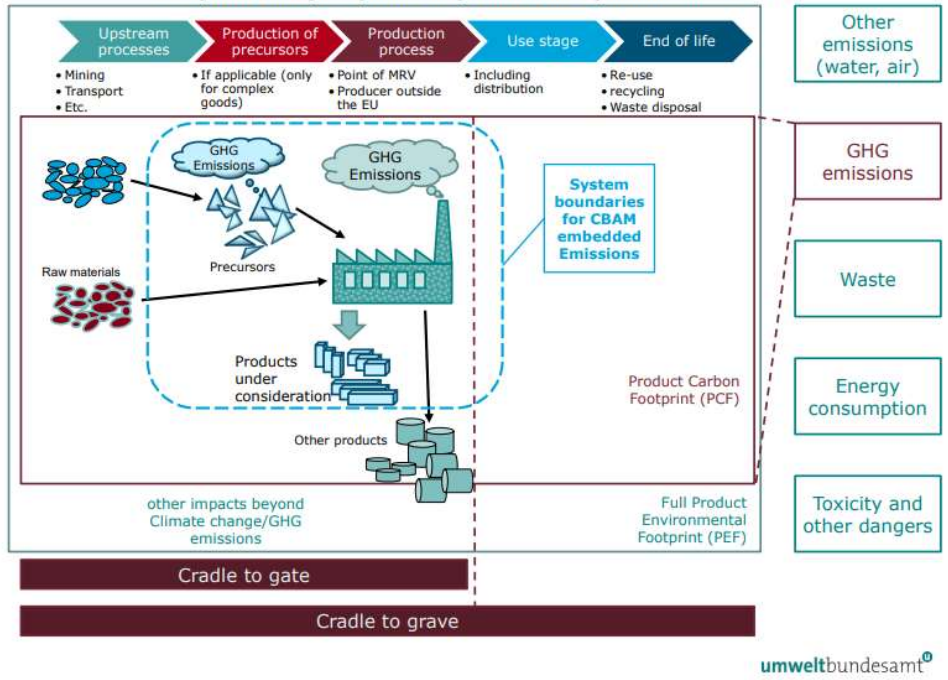 Upstream
processes
Production of
precursors
Production
process
Use stage
End of life
• Mining
• Transport
• Etc.
• If applicable (only
for complex
goods)
• Point of MRV
• Producer outside
the EU
• Including
distribution
• Re-use
• recycling
• Waste disposal
Other
emissions
(water, air)
GHG
emissions
Waste
Energy
consumption
Toxicity and
other dangers
GHG
Emissions
GHG
Emissions
System
boundaries
for CBAM
embedded
Emissions
Precursors
Raw materials
Products
under
consideration
Other products
Product Carbon
Footprint (PCF)
other impacts beyond
Climate change/GHG
emissions
Full Product
Environmental
Footprint (PEF)
Cradle to gate
Cradle to grave
umweltbundesamt